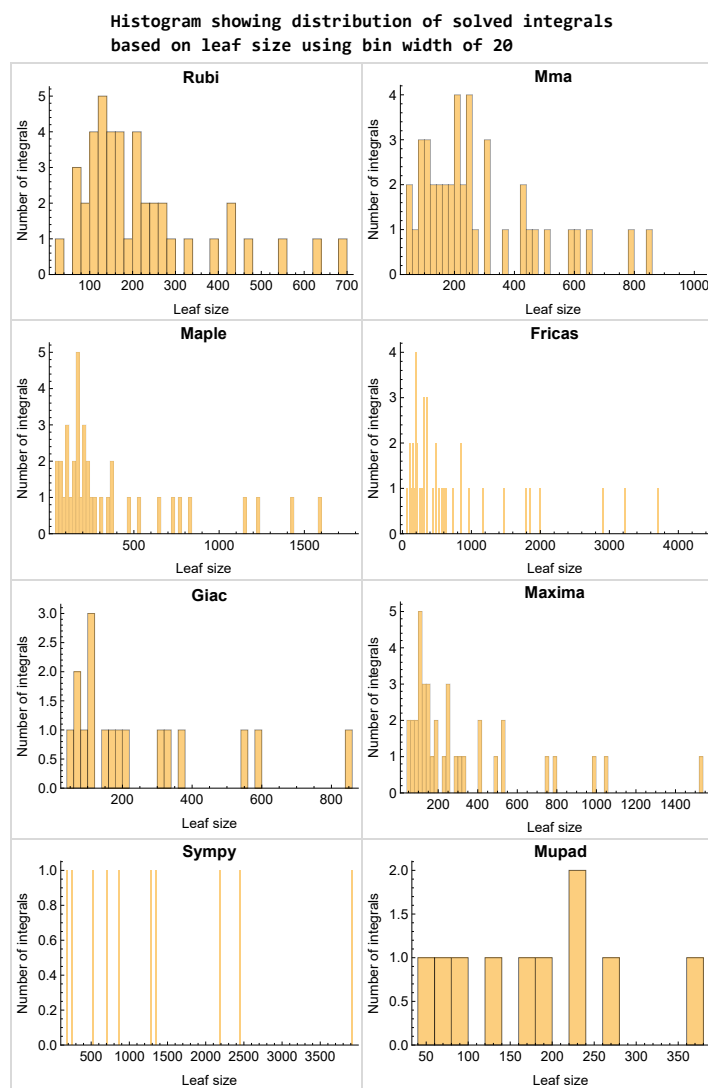 Histogram showing distribution of solved integrals
based on leaf size using bin width of 20
Rubi
Number of integrals
5
4
3
2
1
0
100 200 300 400 500 600 700
Leaf size
Mma
Number of integrals
4
3
2
1
0
200 400 600 800 1000
Leaf size
Maple
Number of integrals
5
4
3
2
1
0
500 1000 1500
Leaf size
Fricas
Number of integrals
4
3
2
1
0
0 1000 2000 3000 4000
Leaf size
Giac
Number of integrals
3.0
2.5
2.0
1.5
1.0
0.5
0.0
200 400 600 800
Leaf size
Maxima
Number of integrals
5
4
3
2
1
0
200 400 600 800 1000 1200 1400
Leaf size
Sympy
Number of integrals
1.0
0.8
0.6
0.4
0.2
0.0
500 1000 1500 2000 2500 3000 3500
Leaf size
Mupad
Number of integrals
2.0
1.5
1.0
0.5
0.0
50 100 150 200 250 300 350
Leaf size